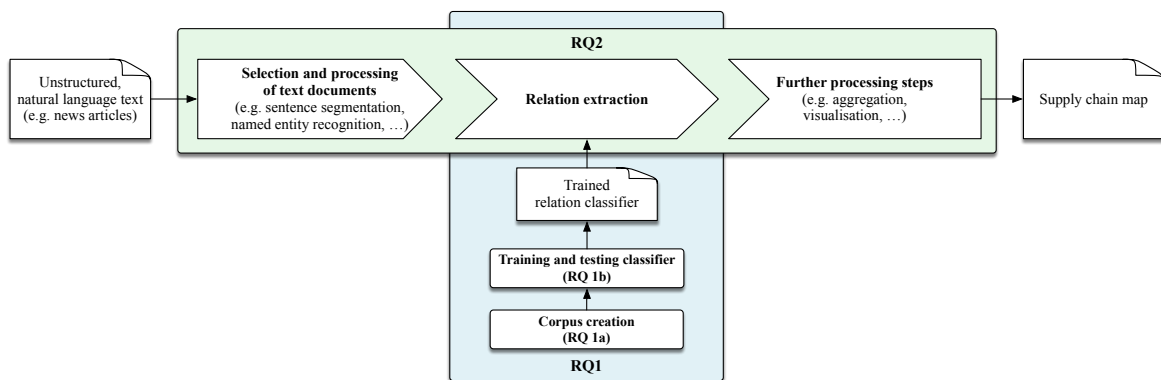 RQ2
Unstructured,
natural language text
(e.g. news articles)
Selection and processing
of text documents
(e.g. sentence segmentation,
named entity recognition, …)
Relation extraction
Further processing steps
(e.g. aggregation,
visualisation, …)
Supply chain map
Trained
relation classifier
Training and testing classifier
(RQ 1b)
Corpus creation
(RQ 1a)
RQ1